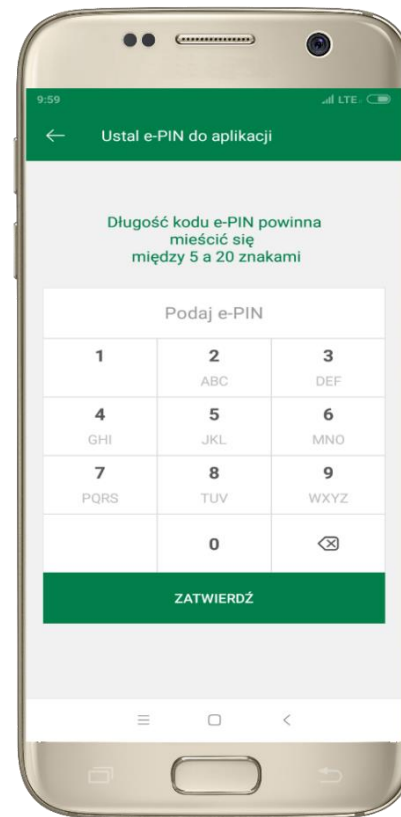 9:59 LTE
Ustal e-PIN do aplikacji
Długość kodu e-PIN powinna
mieścić się
między 5 a 20 znakami
Podaj e-PIN
1 2 3
ABC DEF
4 5 6
GHI JKL MNO
7 8 9
PQRS TUV WXYZ
0
ZATWIERDŹ